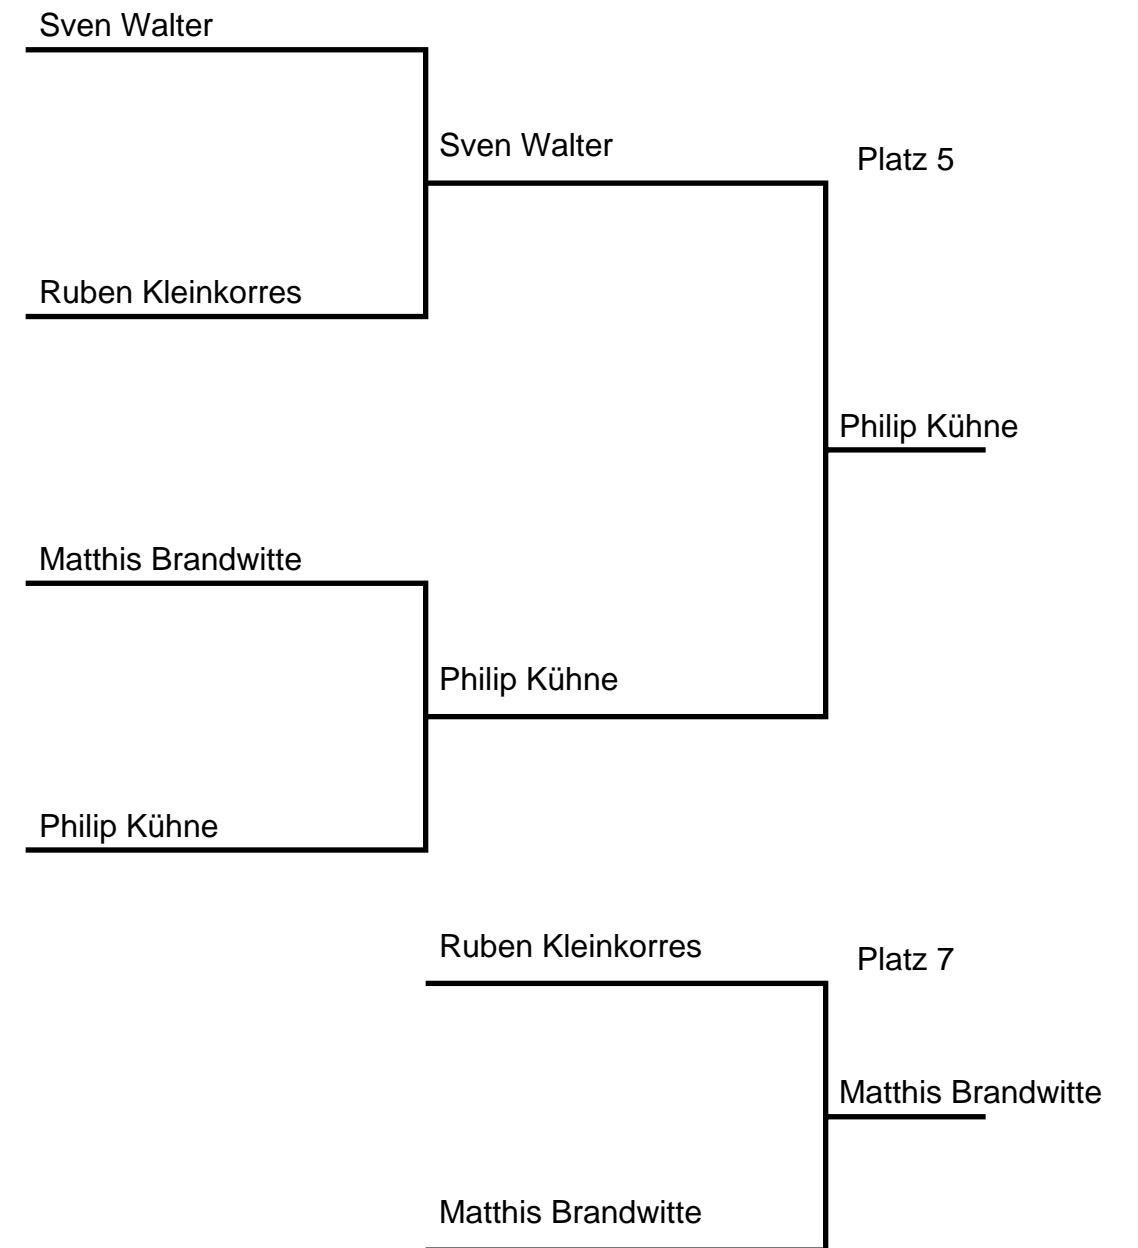 Sven Walter
Sven Walter
Platz 5
Ruben Kleinkorres
Philip Kühne
Matthis Brandwitte
Philip Kühne
Philip Kühne
Ruben Kleinkorres
Platz 7
Matthis Brandwitte
Matthis Brandwitte